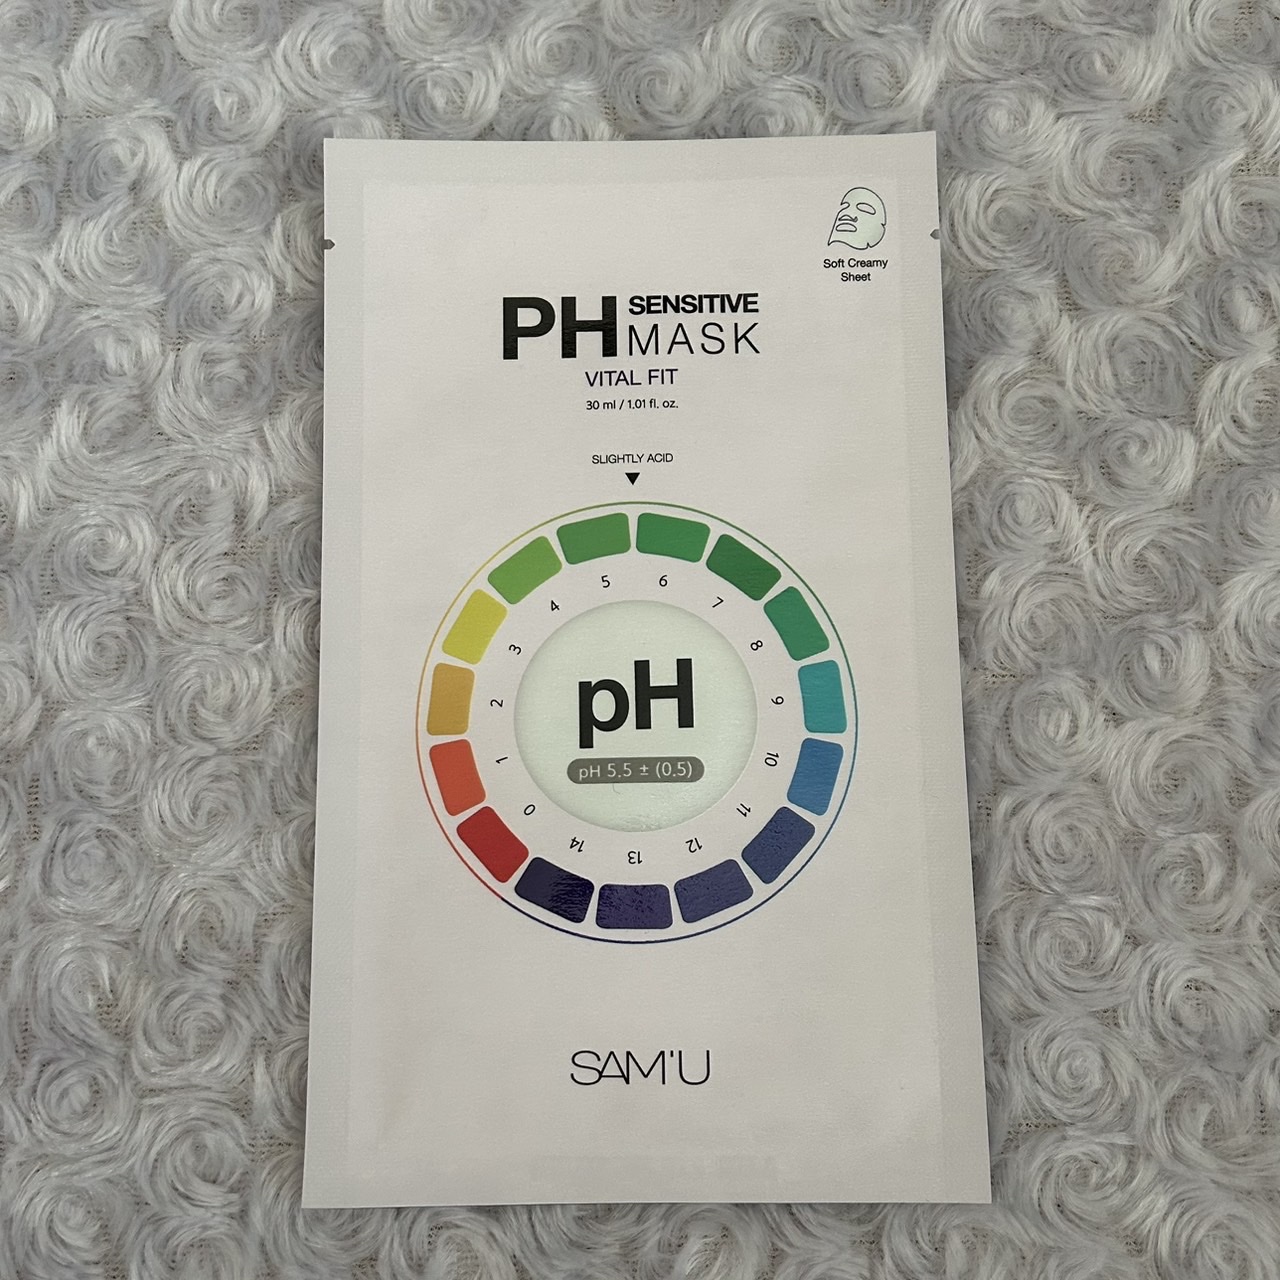 Soft Creamy
Sheet
PH SENSITIVE
MASK
VITAL FIT
30 ml / 1.01 fl. oz.
SLIGHTLY ACID
0
1
2
3
4
5
6
7
8
9
10
11
12
13
14
pH
pH 5.5 ± (0.5)
SAM'U